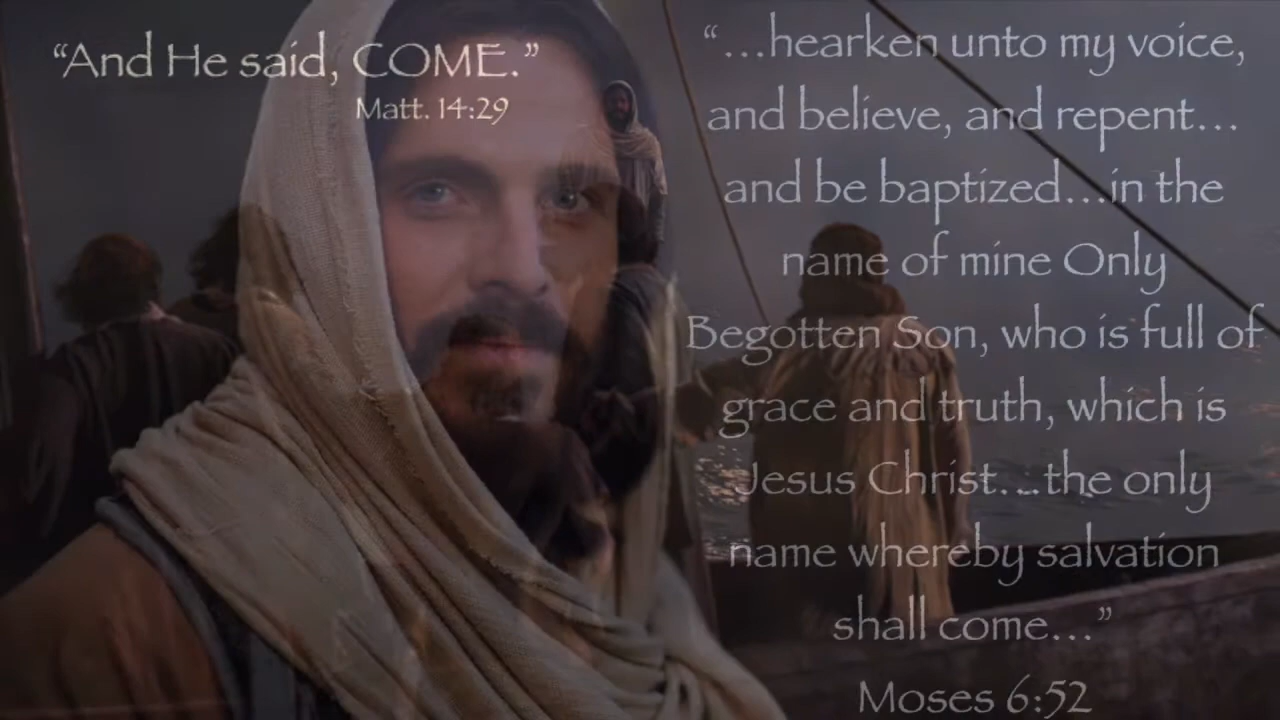 “And He said, COME.”
Matt. 14:29
“…hearken unto my voice,
and believe, and repent…
and be baptized…in the
name of mine Only
Begotten Son, who is full of
grace and truth, which is
Jesus Christ…the only
name whereby salvation
shall come…”
Moses 6:52